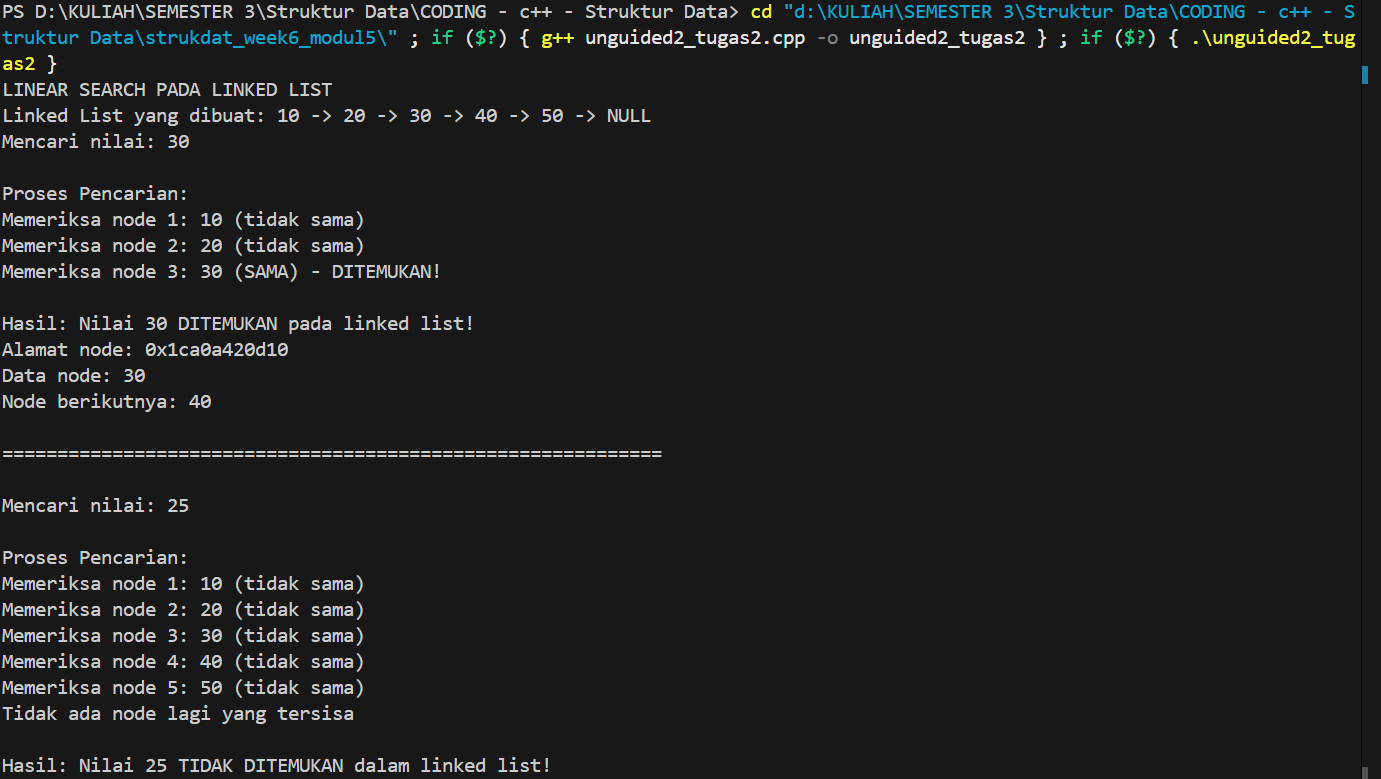 PS D:\KULIAH\SEMESTER 3\Struktur Data\CODING - c++ - Struktur Data> cd "d:\KULIAH\SEMESTER 3\Struktur Data\CODING - c++ - S
truktur Data\strukdat_week6_modul5\" ; if ($?) { g++ unguided2_tugas2.cpp -o unguided2_tugas2 } ; if ($?) { .\unguided2_tug
as2 }
LINEAR SEARCH PADA LINKED LIST
Linked List yang dibuat: 10 -> 20 -> 30 -> 40 -> 50 -> NULL
Mencari nilai: 30

Proses Pencarian:
Memeriksa node 1: 10 (tidak sama)
Memeriksa node 2: 20 (tidak sama)
Memeriksa node 3: 30 (SAMA) - DITEMUKAN!

Hasil: Nilai 30 DITEMUKAN pada linked list!
Alamat node: 0x1ca0a420d10
Data node: 30
Node berikutnya: 40

============================================================

Mencari nilai: 25

Proses Pencarian:
Memeriksa node 1: 10 (tidak sama)
Memeriksa node 2: 20 (tidak sama)
Memeriksa node 3: 30 (tidak sama)
Memeriksa node 4: 40 (tidak sama)
Memeriksa node 5: 50 (tidak sama)
Tidak ada node lagi yang tersisa

Hasil: Nilai 25 TIDAK DITEMUKAN dalam linked list!